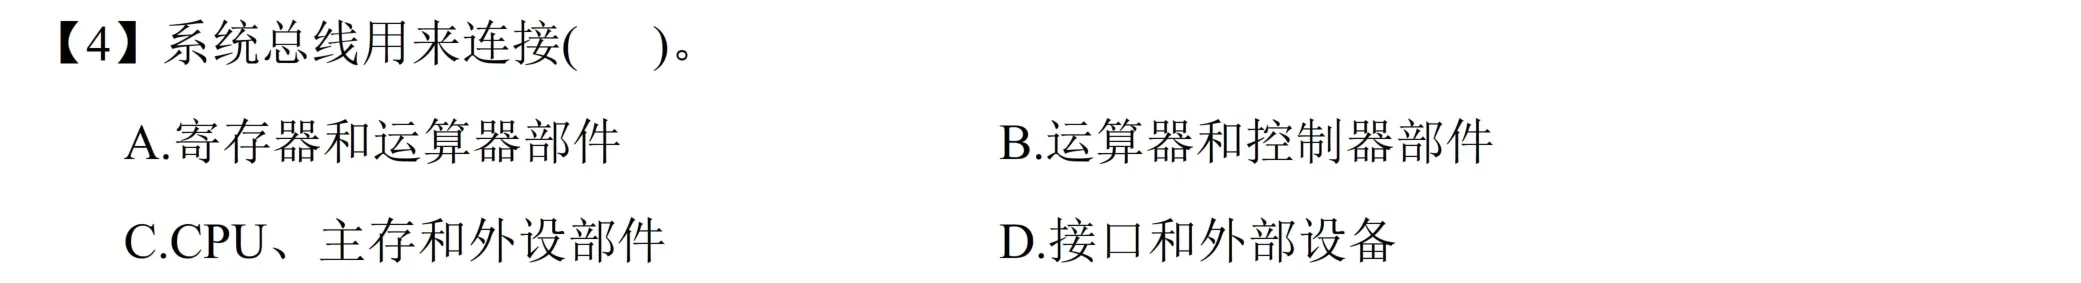 【4】系统总线用来连接(  )。
A.寄存器和运算器部件 B.运算器和控制器部件
C.CPU、主存和外设部件 D.接口和外部设备